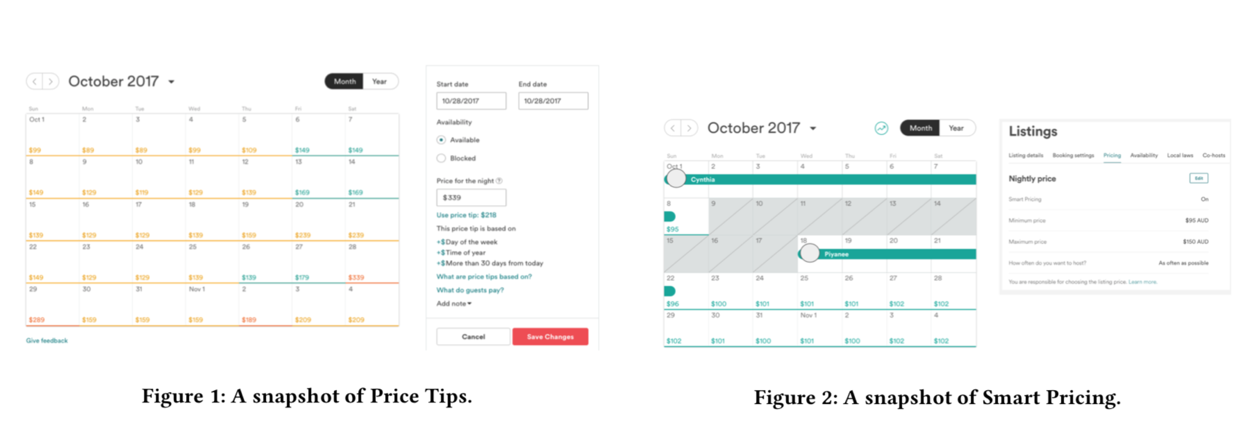 October 2017
Month Year
Sun Mon Tue Wed Thu Fri Sat
Oct 1 2 3 4 5 6 7
$99 $89 $89 $99 $109 $149 $149
8 9 10 11 12 13 14
$149 $129 $119 $129 $139 $169 $169
15 16 17 18 19 20 21
$139 $129 $129 $139 $159 $239 $239
22 23 24 25 26 27 28
$149 $129 $129 $139 $139 $179 $339
29 30 31 Nov 1 2 3 4
$289 $159 $159 $159 $189 $209 $209
Give feedback
Start date End date
10/28/2017 10/28/2017
Availability
Available
Blocked
Price for the night
$339
Use price tip: $218
This price tip is based on
+$Day of the week
+$Time of year
+$More than 30 days from today
What are price tips based on?
What do guests pay?
Add note
Cancel Save Changes
Figure 1: A snapshot of Price Tips.
October 2017
Month Year
Sun Mon Tue Wed Thu Fri Sat
Oct 1 2 3 4 5 6 7
Cynthia
8 9 10 11 12 13 14
$95
15 16 17 18 19 20 21
Piyanee
22 23 24 25 26 27 28
$96 $100 $101 $101 $101 $102 $102
29 30 31 Nov 1 2 3 4
$102 $101 $100 $101 $100 $102 $102
Listings
Listing details Booking settings Pricing Availability Local laws Co-hosts
Nightly price Edit
Smart Pricing On
Minimum price $95 AUD
Maximum price $150 AUD
How often do you want to host? As often as possible
You are responsible for choosing the listing price. Learn more.
Figure 2: A snapshot of Smart Pricing.